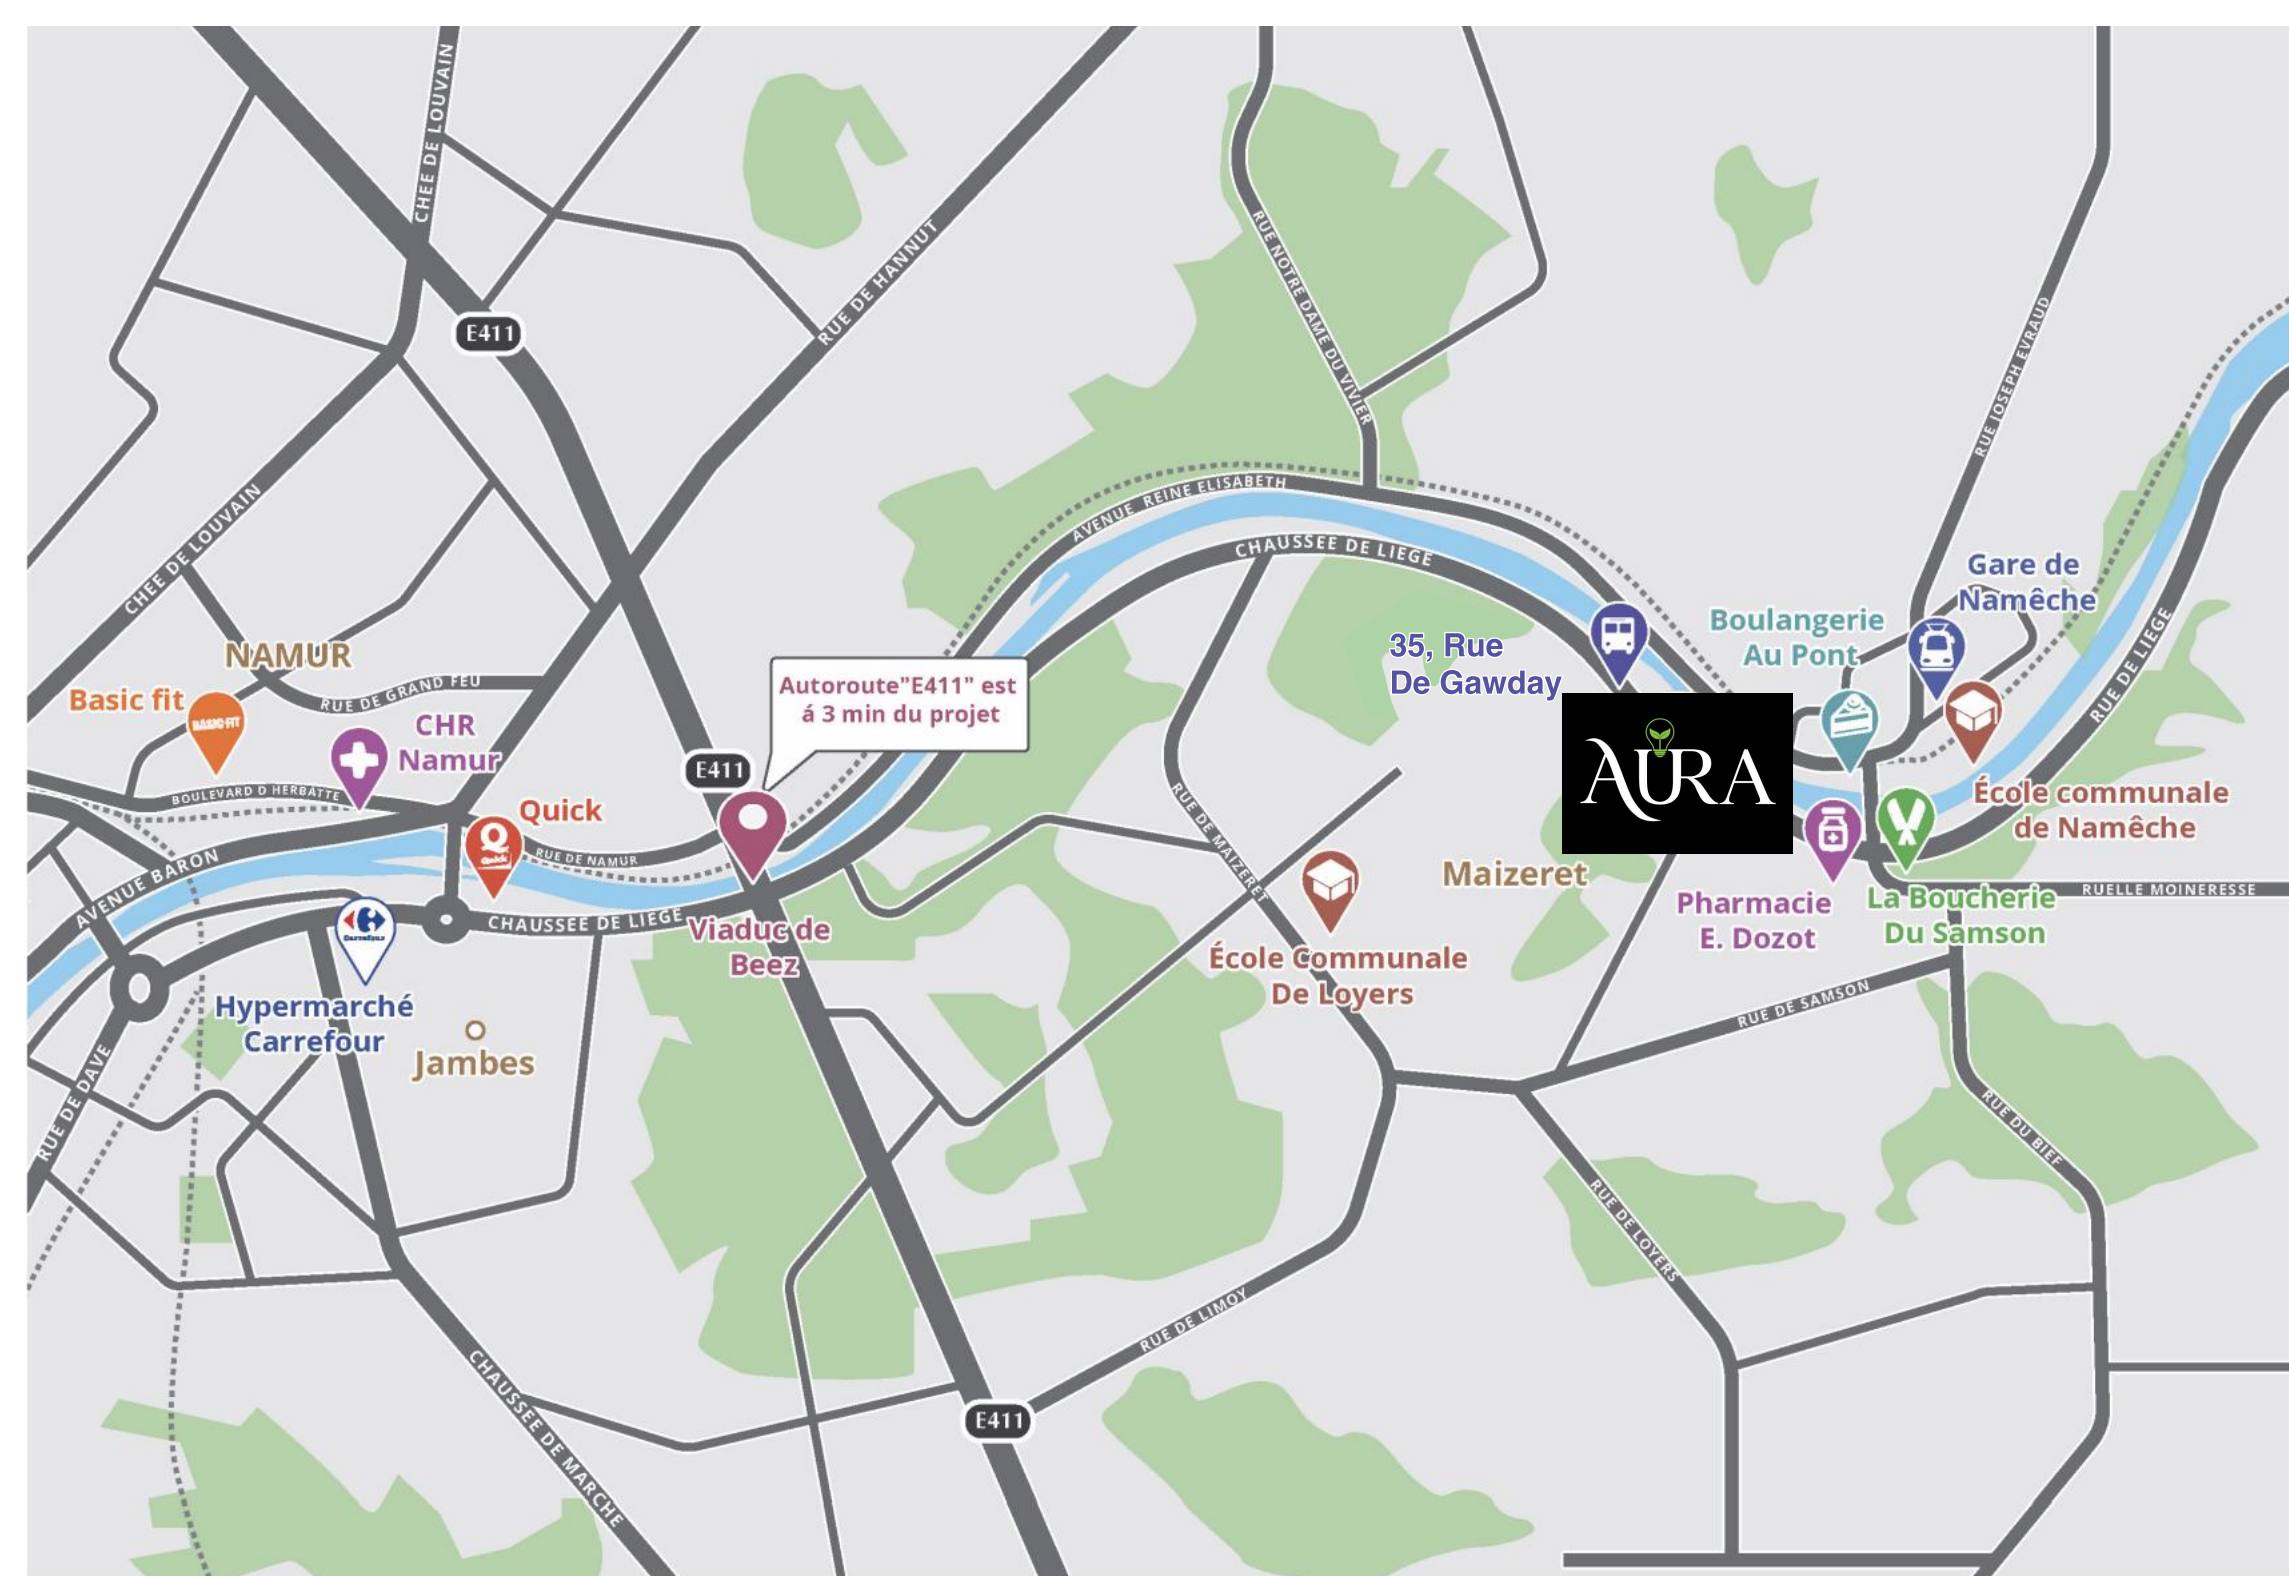 CHEE DE LOUVAIN
RUE DE HANNUT
RUE NOTRE DAME DU VIVIER
RUE JOSEPH EVRAUD
E411
CHEE DE LOUVAIN
AVENUE REINE ELISABETH
CHAUSSEE DE LIEGE
Gare de
Namêche
Boulangerie
Au Pont
35, Rue
De Gawday
RUE DE LIEGE
NAMUR
Basic fit
BASIC-FIT
RUE DE GRAND FEU
CHR
Namur
Autoroute"E411" est
á 3 min du projet
E411
AURA
BOULEVARD D HERBATTE
Quick
Quick
RUE DE NAMUR
RUE DE MAIZERET
École communale
de Namêche
AVENUE BARON
Maizeret
Carrefour
CHAUSSEE DE LIEGE
Viaduc de
Beez
Pharmacie
E. Dozot
La Boucherie
Du Samson
RUELLE MOINERESSE
École Communale
De Loyers
Hypermarché
Carrefour
RUE DE SAMSON
Jambes
RUE DE DAVE
RUE DU BIEF
RUE DE LOYERS
RUE DE LIMOY
CHAUSSEE DE MARCHE
E411